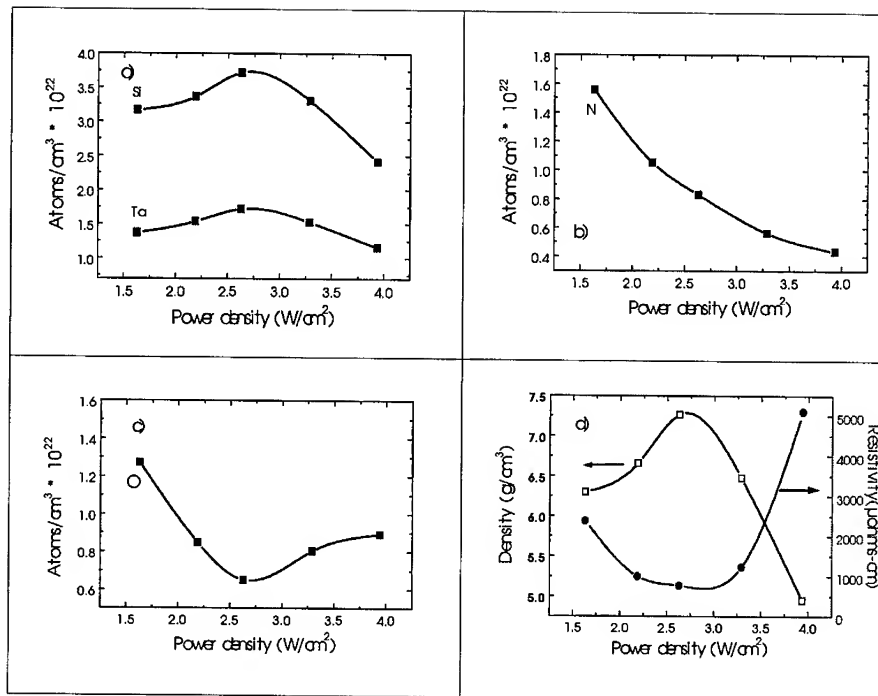 a)
Si
Ta
Atoms/cm³ * 10²²
4.0
3.5
3.0
2.5
2.0
1.5
1.0
1.5 2.0 2.5 3.0 3.5 4.0
Power density (W/cm²)
N
b)
Atoms/cm³ * 10²²
1.8
1.6
1.4
1.2
1.0
0.8
0.6
0.4
1.5 2.0 2.5 3.0 3.5 4.0
Power density (W/cm²)
c)
O
Atoms/cm³ * 10²²
1.6
1.4
1.2
1.0
0.8
0.6
1.5 2.0 2.5 3.0 3.5 4.0
Power density (W/cm²)
d)
Density (g/cm³)
7.5
7.0
6.5
6.0
5.5
5.0
5000
4000
3000
2000
1000
0
RESISTIVITY(μohms-cm)
1.5 2.0 2.5 3.0 3.5 4.0
Power density (W/cm²)